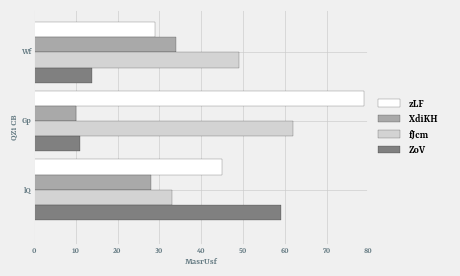 Wf
Gp
lQ
QZI CB
0 10 20 30 40 50 60 70 80
MasrUsf
zLF
XdiKH
fJcm
ZoV